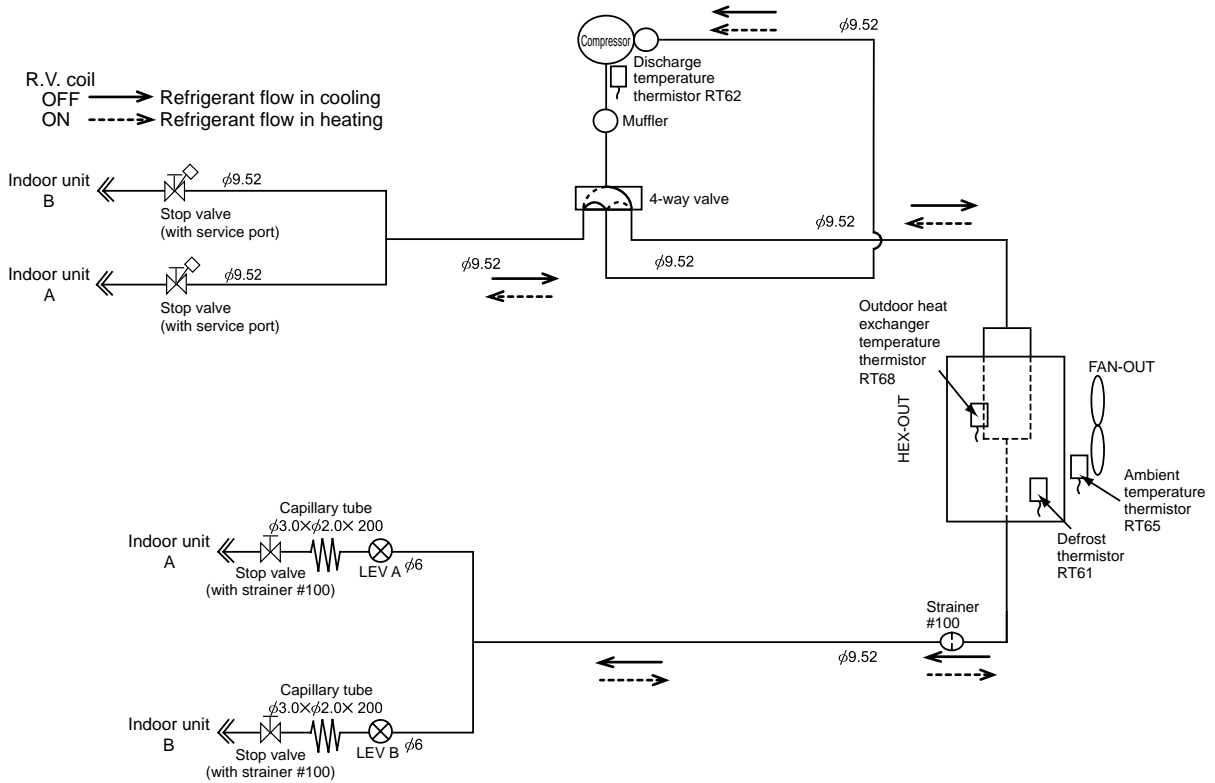 Compressor
ϕ9.52
Discharge
temperature
thermistor RT62
R.V. coil
OFF Refrigerant flow in cooling
ON Refrigerant flow in heating
Muffler
Indoor unit
B
ϕ9.52
Stop valve
(with service port)
4-way valve
ϕ9.52
Indoor unit
A
ϕ9.52
Stop valve
(with service port)
ϕ9.52
ϕ9.52
Outdoor heat
exchanger
temperature
thermistor
RT68
FAN-OUT
HEX-OUT
Ambient
temperature
thermistor
RT65
Defrost
thermistor
RT61
Capillary tube
ϕ3.0×ϕ2.0× 200
Indoor unit
A
LEV A
ϕ6
Stop valve
(with strainer #100)
Strainer
#100
ϕ9.52
Capillary tube
ϕ3.0×ϕ2.0× 200
Indoor unit
B
LEV B
ϕ6
Stop valve
(with strainer #100)